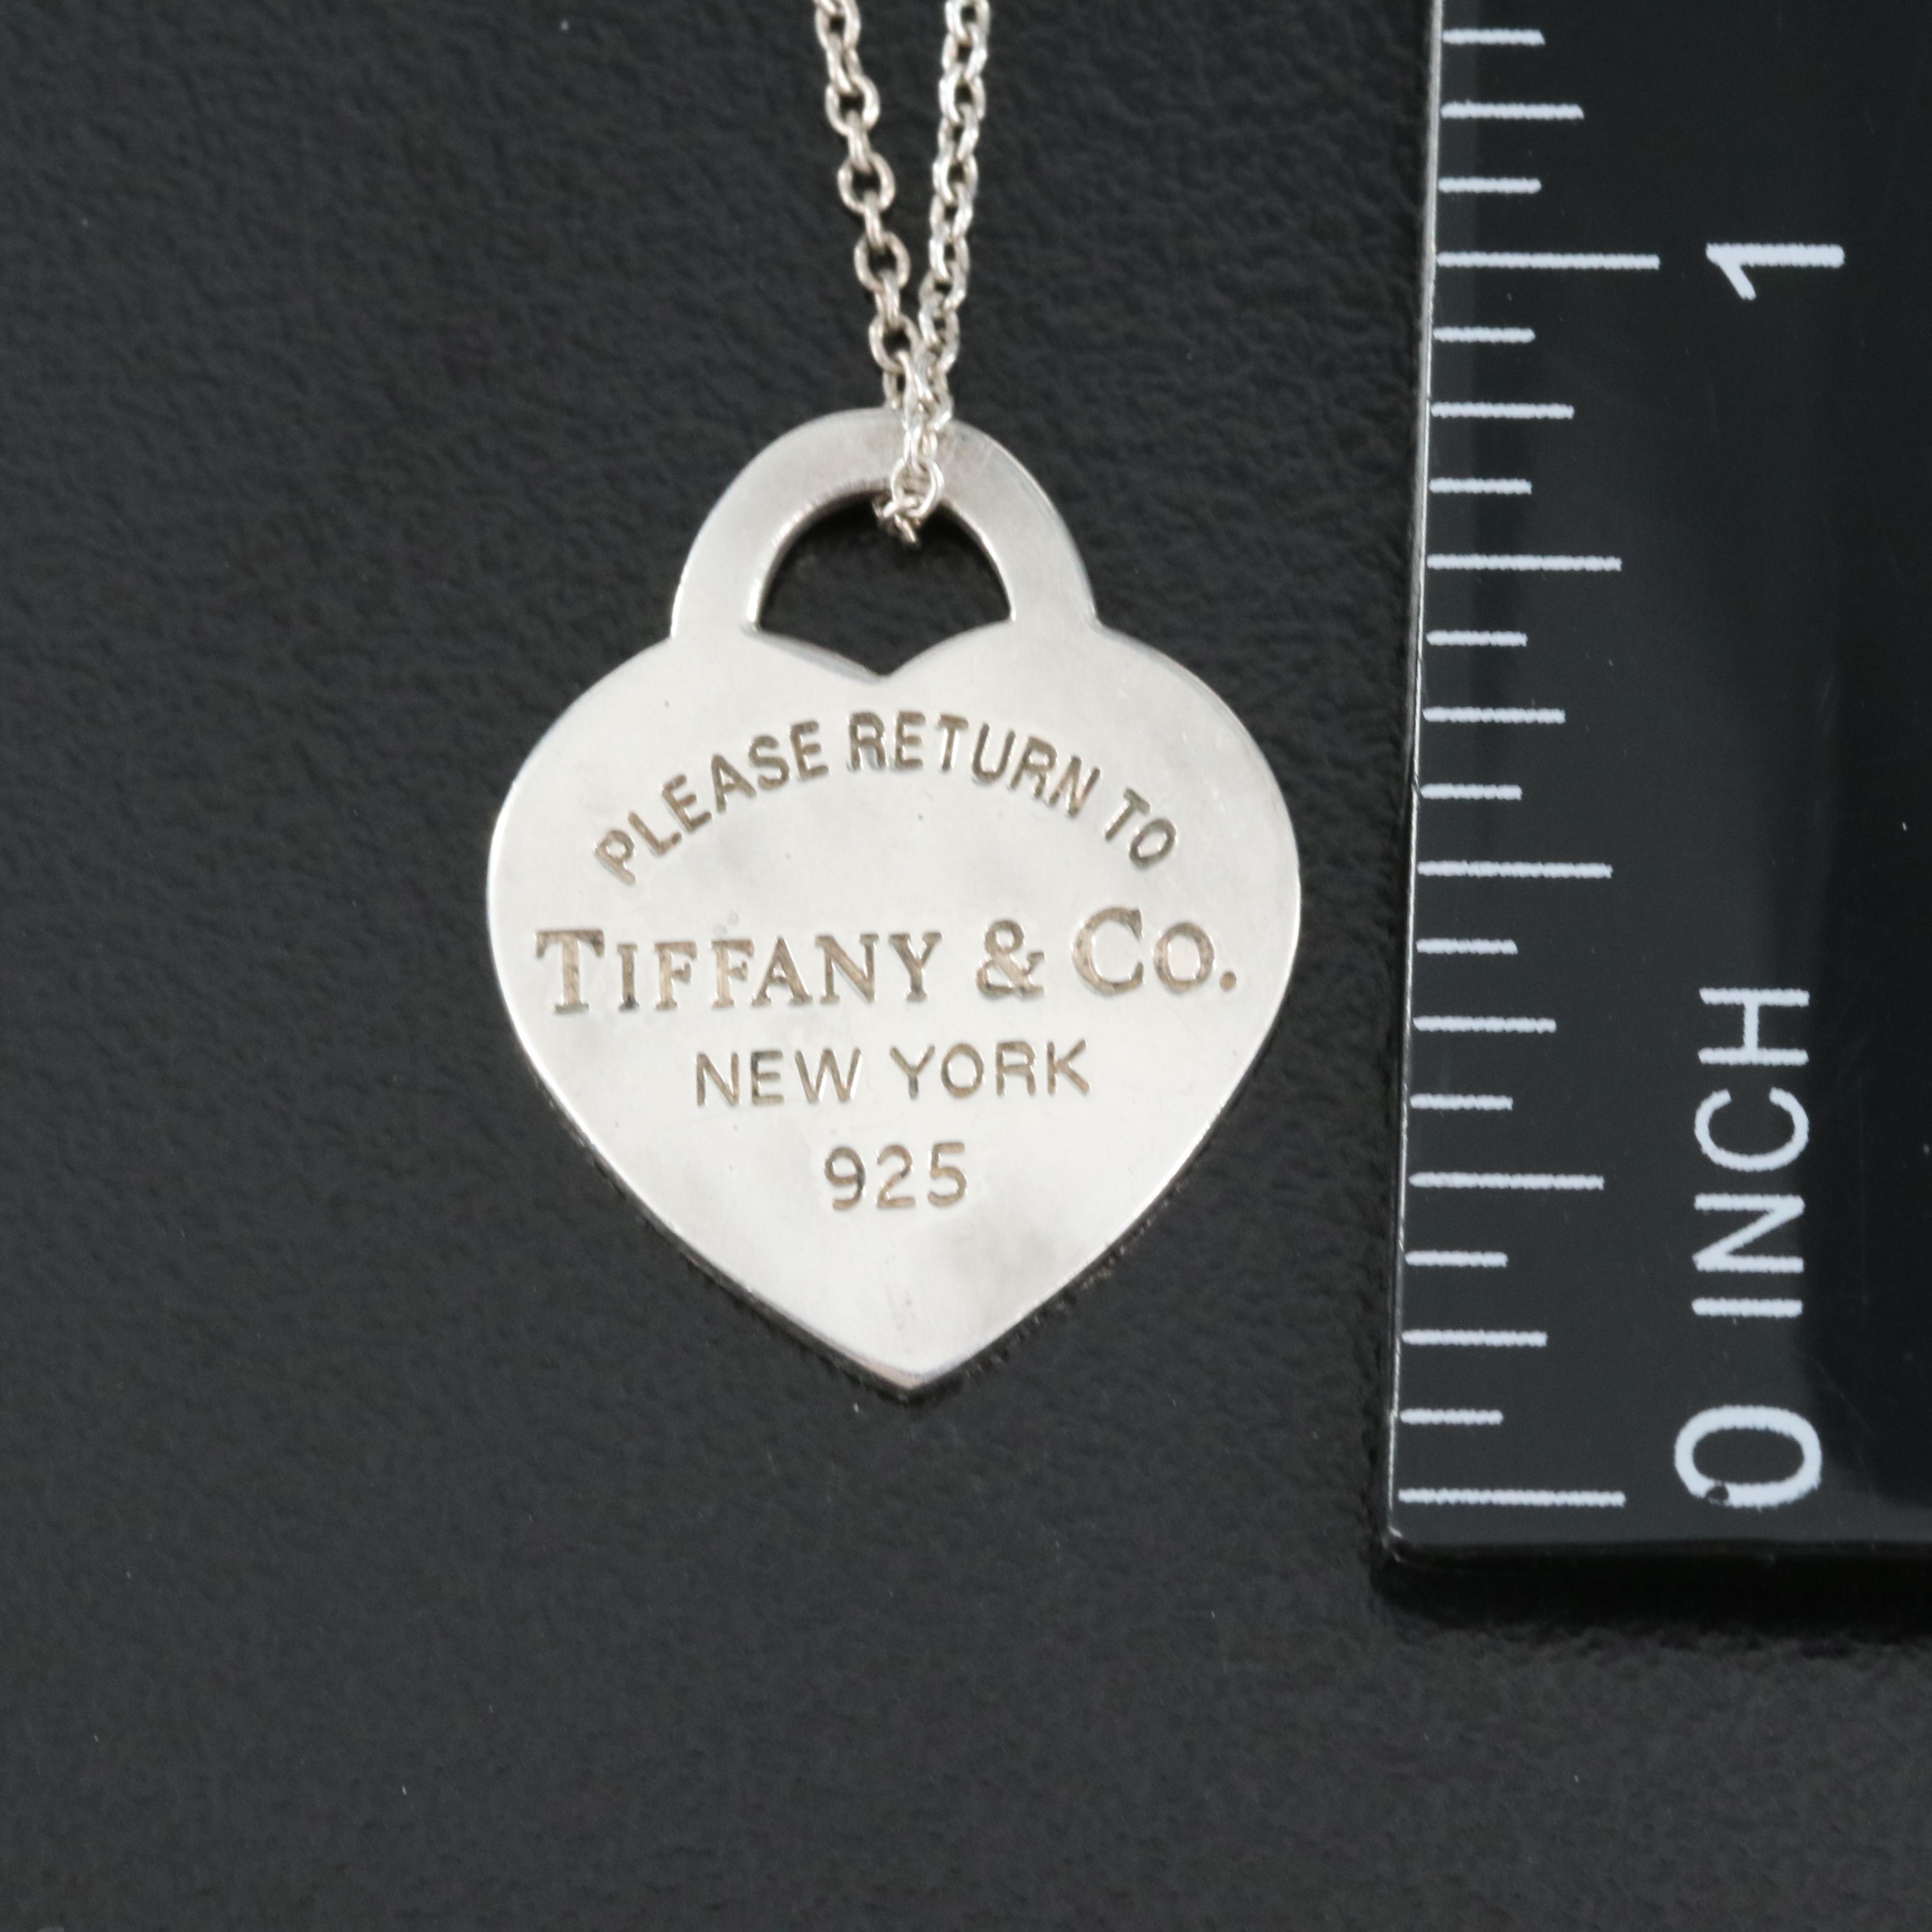 PLEASE RETURN TO
TIFFANY & CO.
NEW YORK
925
1
0 INCH